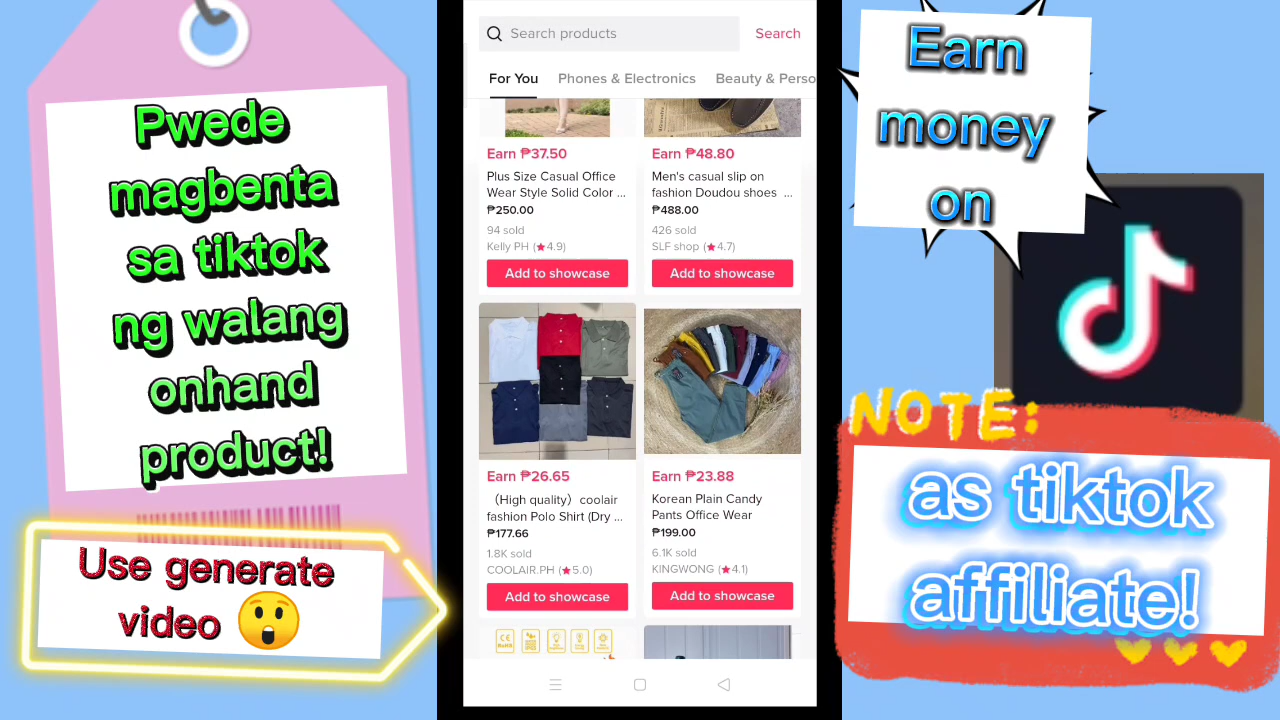 Pwede
magbenta
sa tiktok
ng walang
onhand
product!
Use generate
video
Search products
Search
For You
Phones & Electronics
Beauty & Perso
Earn ₱37.50
Plus Size Casual Office
Wear Style Solid Color ...
₱250.00
94 sold
Kelly PH (★4.9)
Add to showcase
Earn ₱48.80
Men's casual slip on
fashion Doudou shoes ...
₱488.00
426 sold
SLF shop (★4.7)
Add to showcase
Earn ₱26.65
（High quality）coolair
fashion Polo Shirt (Dry ...
₱177.66
1.8K sold
COOLAIR.PH (★5.0)
Add to showcase
Earn ₱23.88
Korean Plain Candy
Pants Office Wear
₱199.00
6.1K sold
KINGWONG (★4.1)
Add to showcase
Earn
money
on
NOTE:
as tiktok
affiliate!